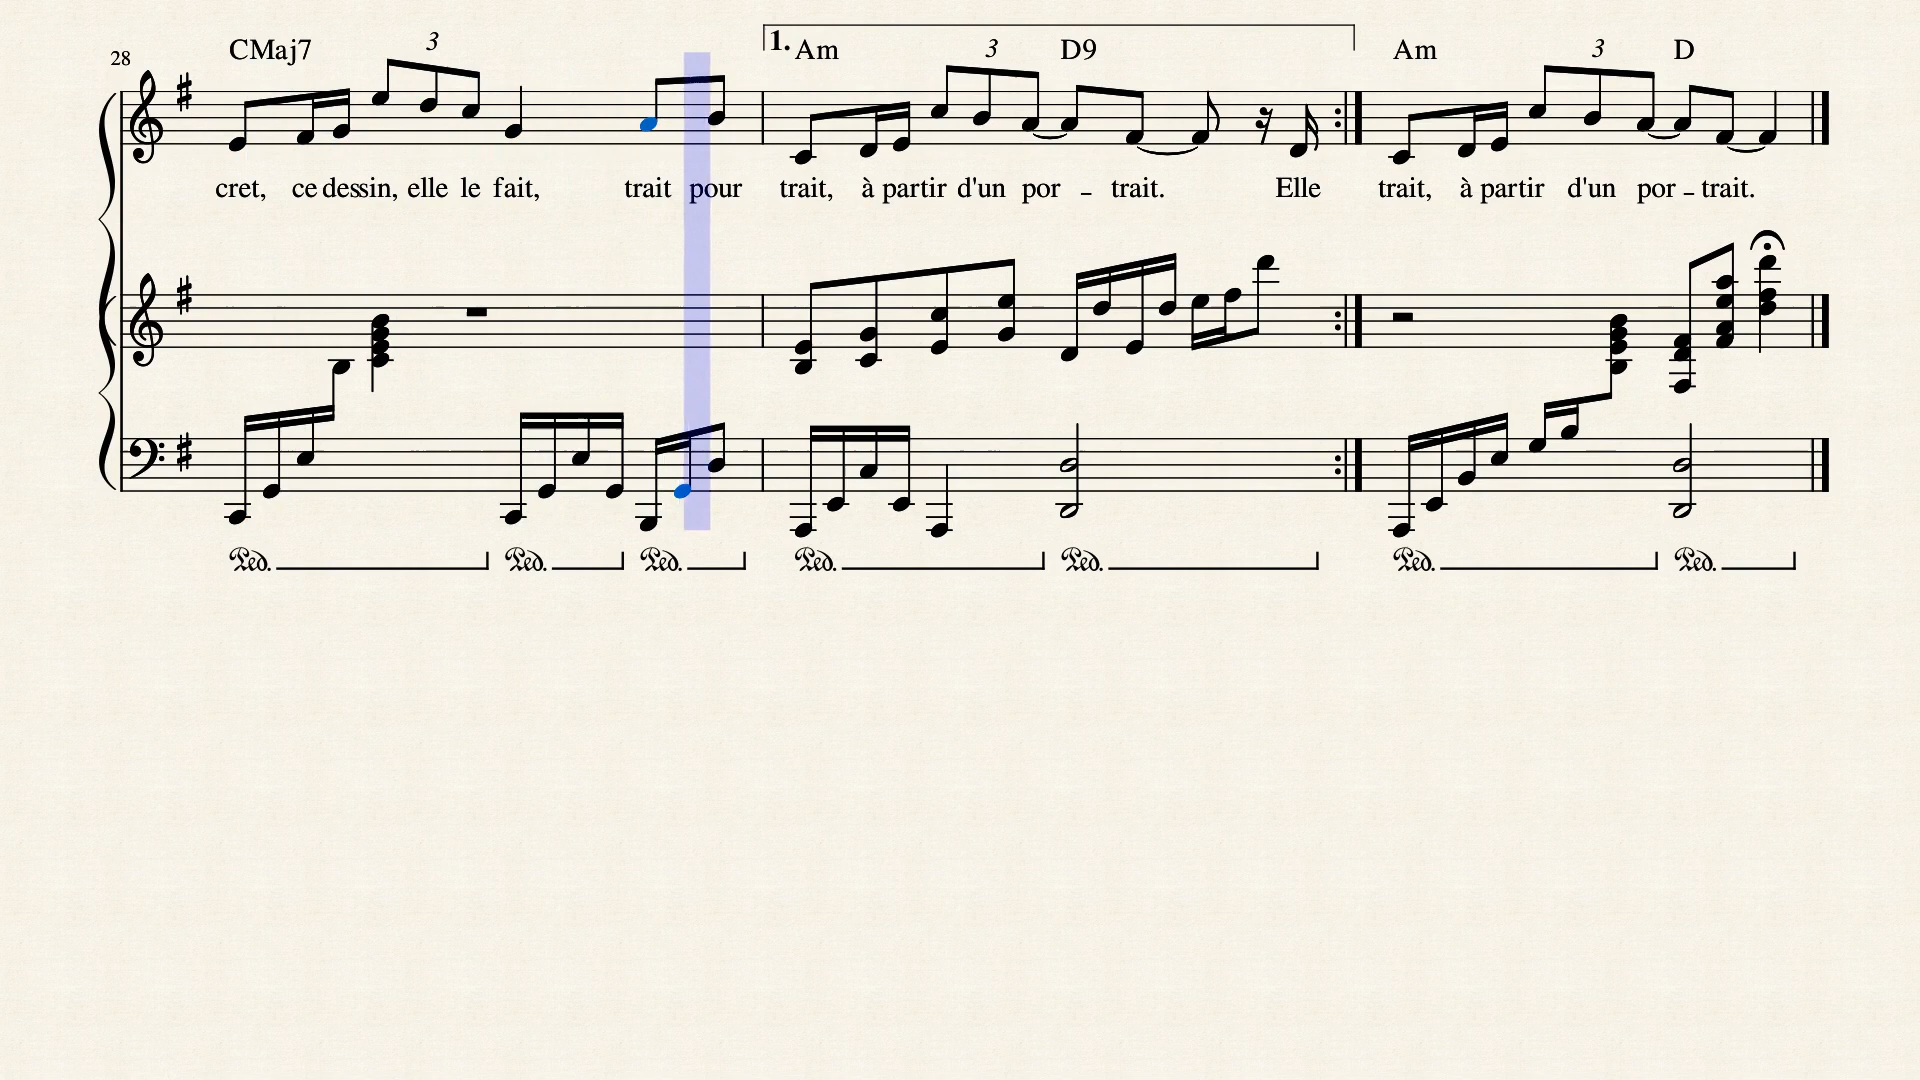 28 CMaj7 3 1. Am 3 D9 Am 3 D
cret, ce dessin, elle le fait, trait pour trait, à partir d'un por – trait. Elle trait, à partir d'un por – trait.
Ped. Ped. Ped. Ped. Ped. Ped. Ped.